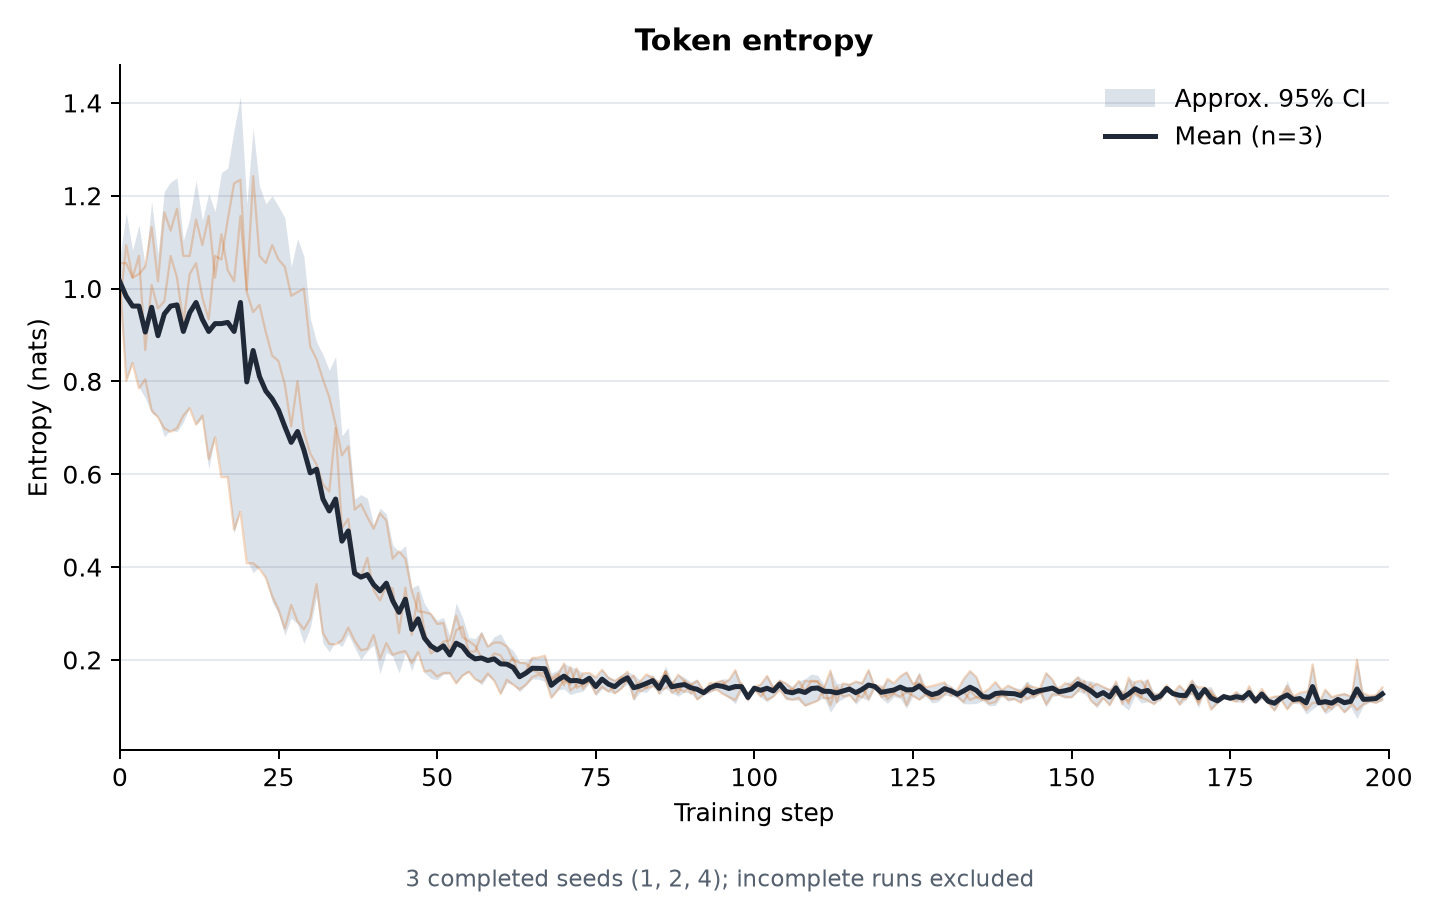 Token entropy
Approx. 95% CI
Mean (n=3)
Entropy (nats)
1.4
1.2
1.0
0.8
0.6
0.4
0.2
0 25 50 75 100 125 150 175 200
Training step
3 completed seeds (1, 2, 4); incomplete runs excluded